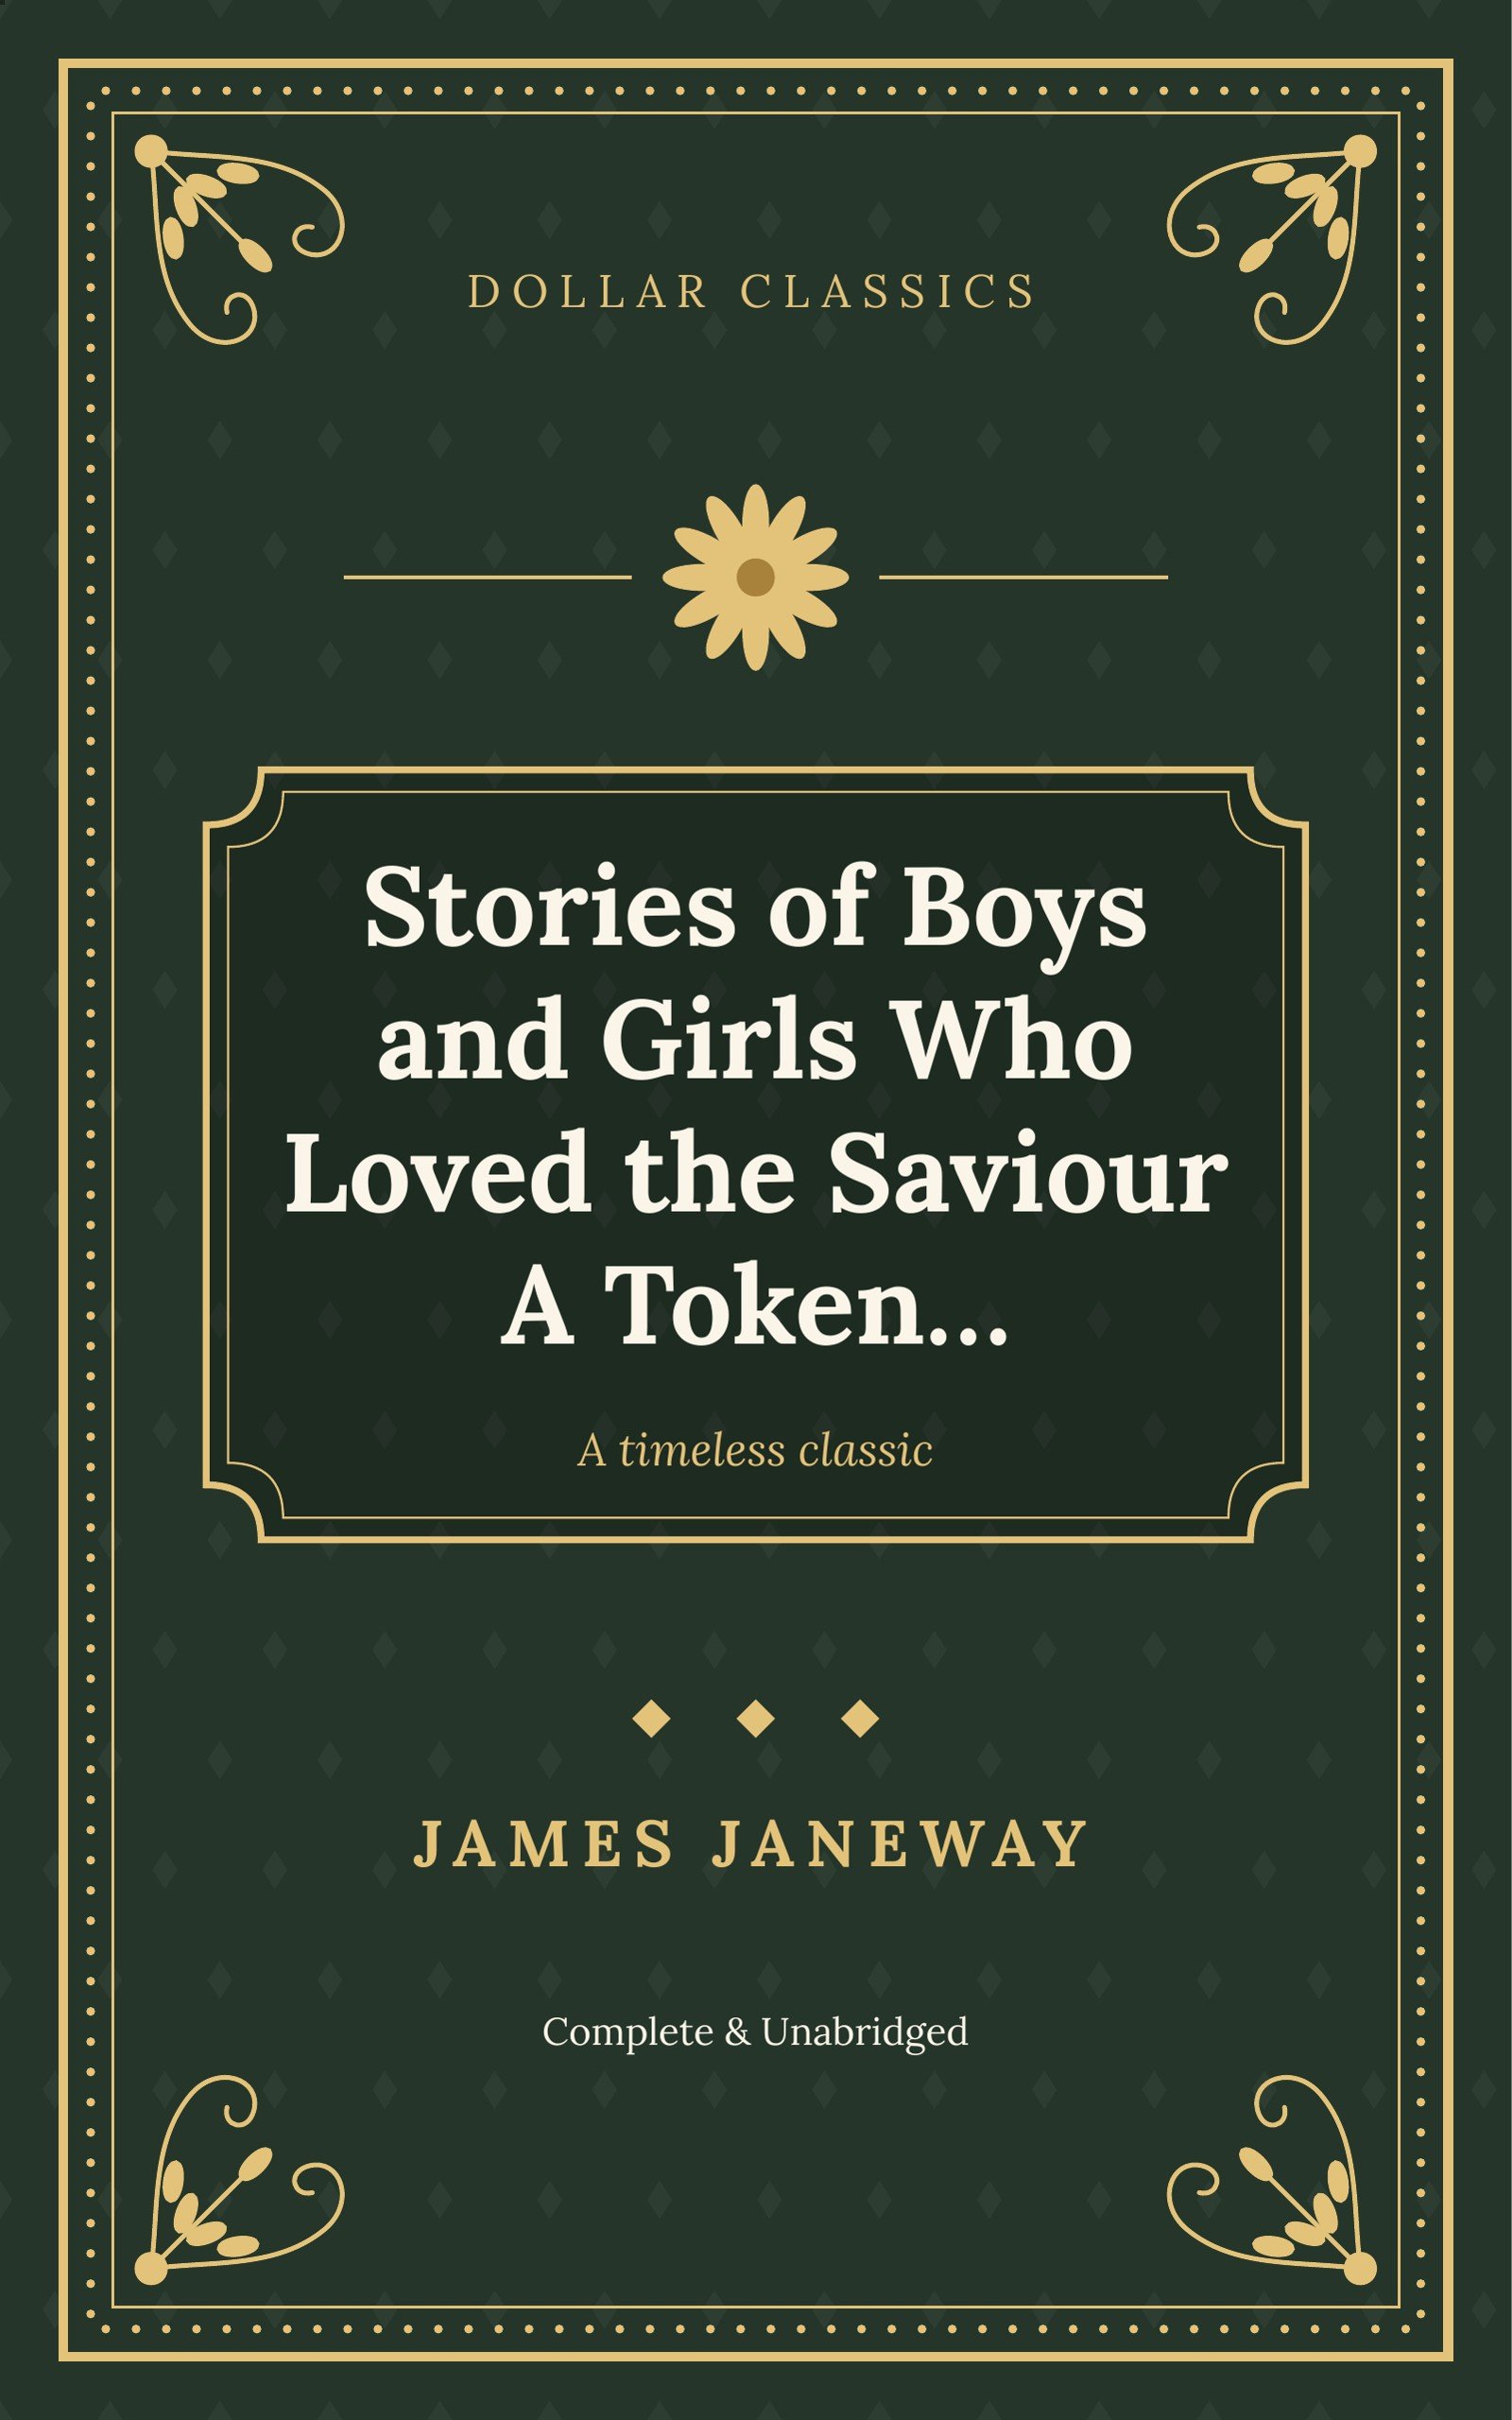 DOLLAR CLASSICS
Stories of Boys
and Girls Who
Loved the Saviour
A Token...
A timeless classic
JAMES JANEWAY
Complete & Unabridged